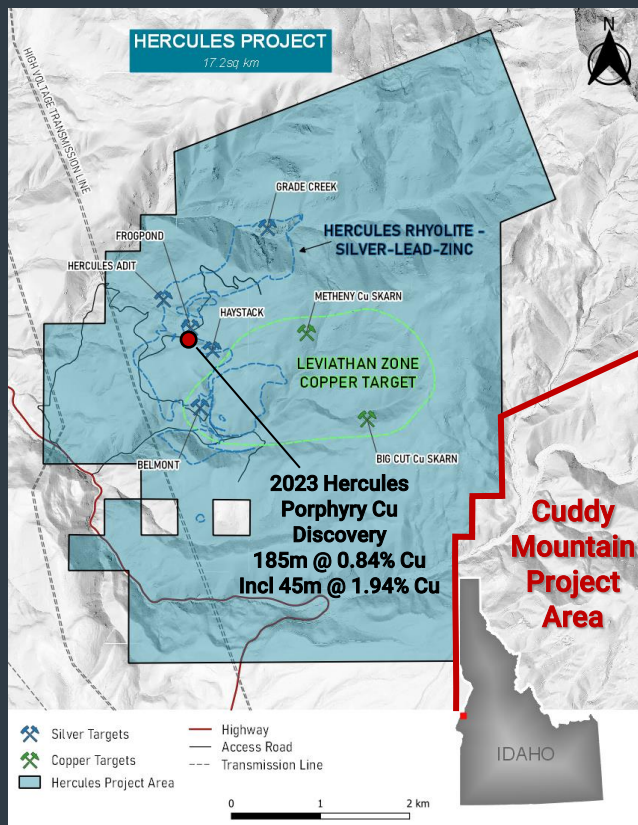 HERCULES PROJECT
17.2sq km
N
HIGH VOLTAGE TRANSMISSION LINE
GRADE CREEK
HERCULES RHYOLITE -
SILVER-LEAD-ZINC
FROGPOND
HERCULES ADIT
METHENY Cu SKARN
HAYSTACK
LEVIATHAN ZONE
COPPER TARGET
BELMONT
BIG CUT Cu SKARN
2023 Hercules
Porphyry Cu
Discovery
185m @ 0.84% Cu
Incl 45m @ 1.94% Cu
Cuddy
Mountain
Project
Area
IDAHO
Silver Targets
Copper Targets
Hercules Project Area
Highway
Access Road
Transmission Line
0 1 2 km